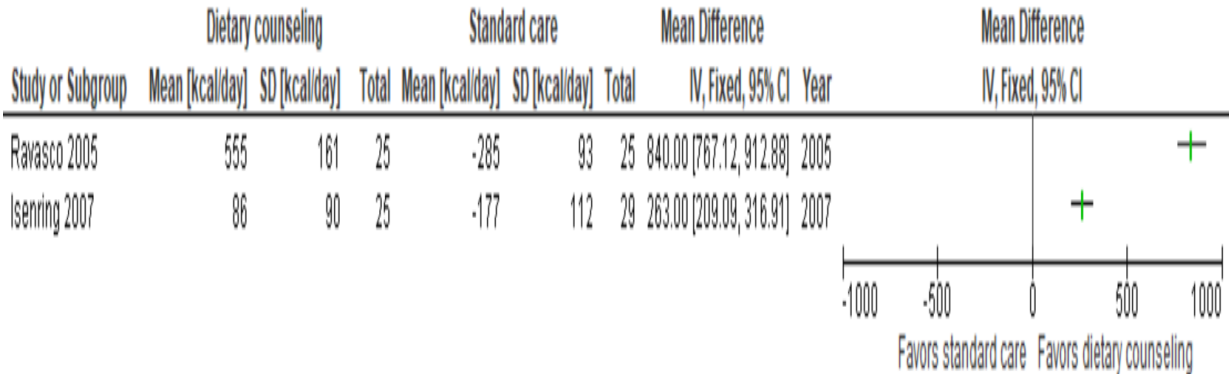 Dietary counseling Standard care Mean Difference Mean Difference
Study or Subgroup Mean [kcal/day] SD [kcal/day] Total Mean [kcal/day] SD [kcal/day] Total IV, Fixed, 95% CI Year IV, Fixed, 95% CI
Ravasco 2005 555 161 25 -285 93 25 840.00 [767.12, 912.88] 2005
Isenring 2007 86 90 25 -177 112 29 263.00 [209.09, 316.91] 2007
-1000 -500 0 500 1000
Favors standard care Favors dietary counseling